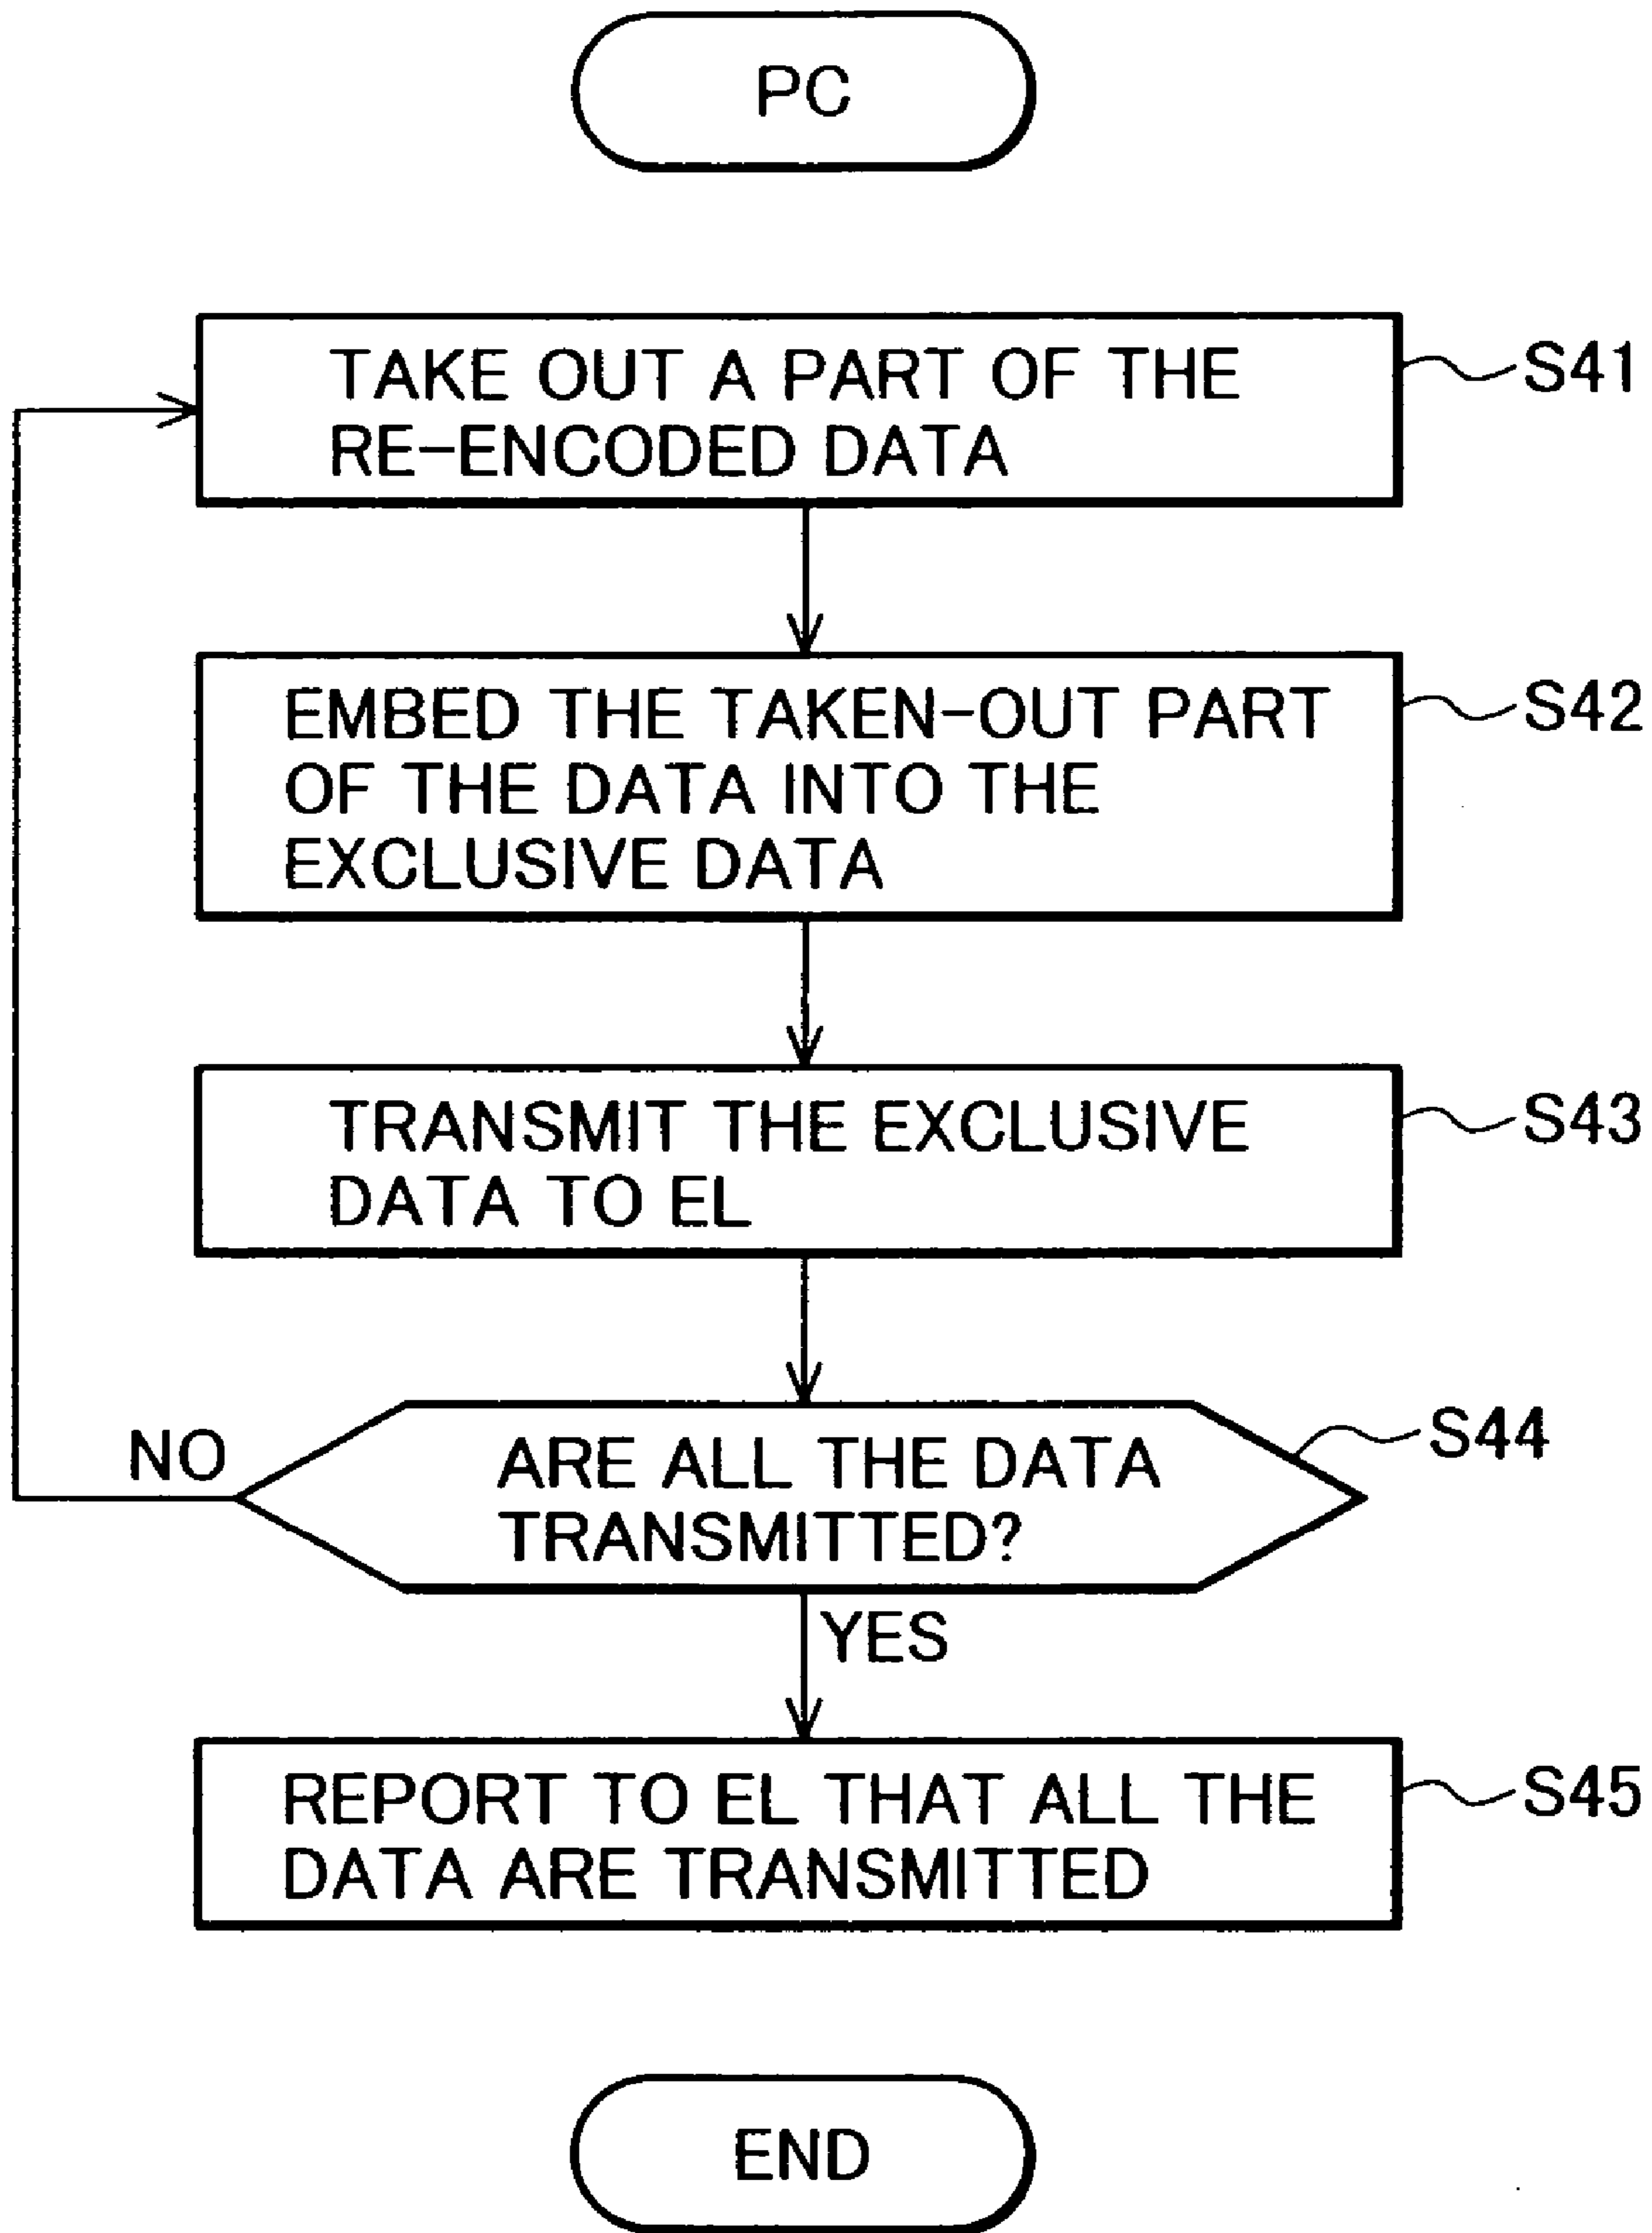 PC
TAKE OUT A PART OF THE
RE-ENCODED DATA
S41
EMBED THE TAKEN-OUT PART
OF THE DATA INTO THE
EXCLUSIVE DATA
S42
TRANSMIT THE EXCLUSIVE
DATA TO EL
S43
ARE ALL THE DATA
TRANSMITTED?
S44
NO
YES
REPORT TO EL THAT ALL THE
DATA ARE TRANSMITTED
S45
END